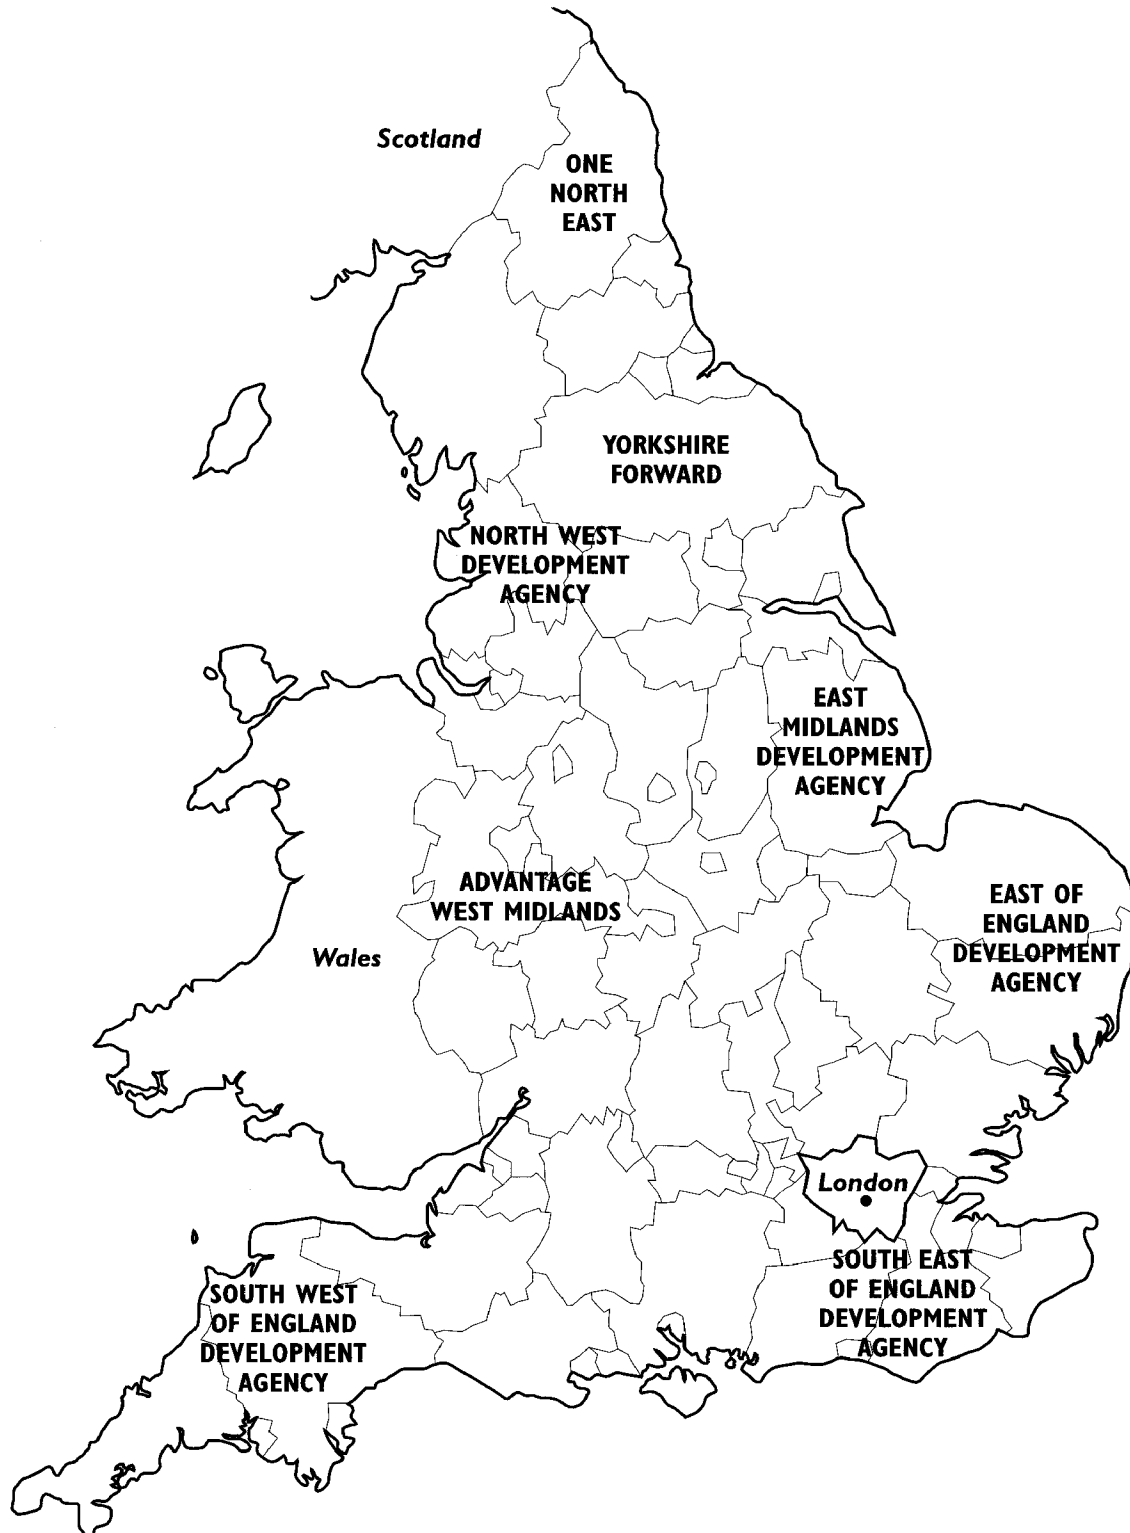 Scotland
ONE
NORTH
EAST
YORKSHIRE
FORWARD
NORTH WEST
DEVELOPMENT
AGENCY
EAST
MIDLANDS
DEVELOPMENT
AGENCY
ADVANTAGE
WEST MIDLANDS
EAST OF
ENGLAND
DEVELOPMENT
AGENCY
Wales
London
SOUTH EAST
OF ENGLAND
DEVELOPMENT
AGENCY
SOUTH WEST
OF ENGLAND
DEVELOPMENT
AGENCY